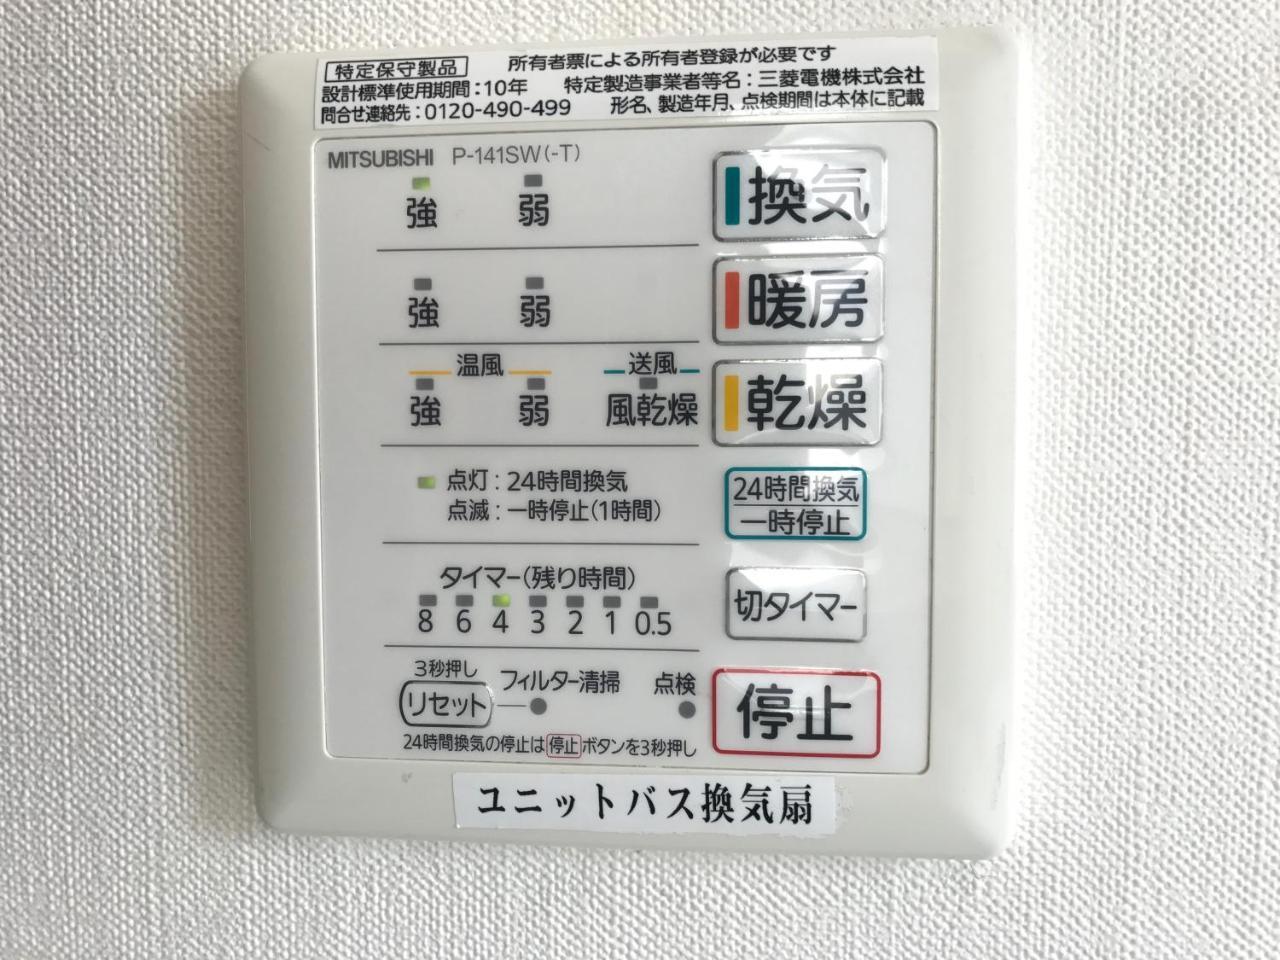 特定保守製品 所有者票による所有者登録が必要です
設計標準使用期間：10年 特定製造事業者等名：三菱電機株式会社
問合せ連絡先：0120-490-499 形名、製造年月、点検期間は本体に記載
MITSUBISHI P-141SW(-T)
強 弱 換気
強 弱 暖房
温風 送風
強 弱 風乾燥 乾燥
点灯：24時間換気
点滅：一時停止(1時間)
24時間換気
一時停止
タイマー(残り時間)
8 6 4 3 2 1 0.5
切タイマー
3秒押し
リセット フィルター清掃 点検
停止
24時間換気の停止は停止ボタンを3秒押し
ユニットバス換気扇